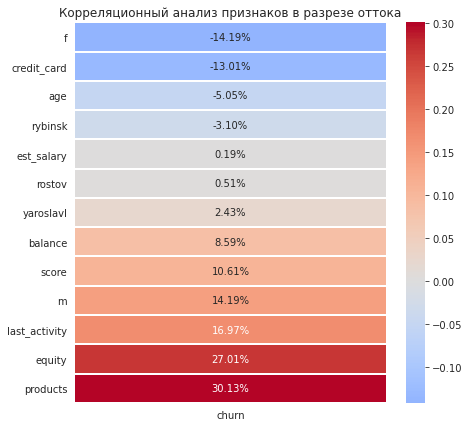 Корреляционный анализ признаков в разрезе оттока
f -14.19%
credit_card -13.01%
age -5.05%
rybinsk -3.10%
est_salary 0.19%
rostov 0.51%
yaroslavl 2.43%
balance 8.59%
score 10.61%
m 14.19%
last_activity 16.97%
equity 27.01%
products 30.13%
churn
0.30
0.25
0.20
0.15
0.10
0.05
0.00
−0.05
−0.10